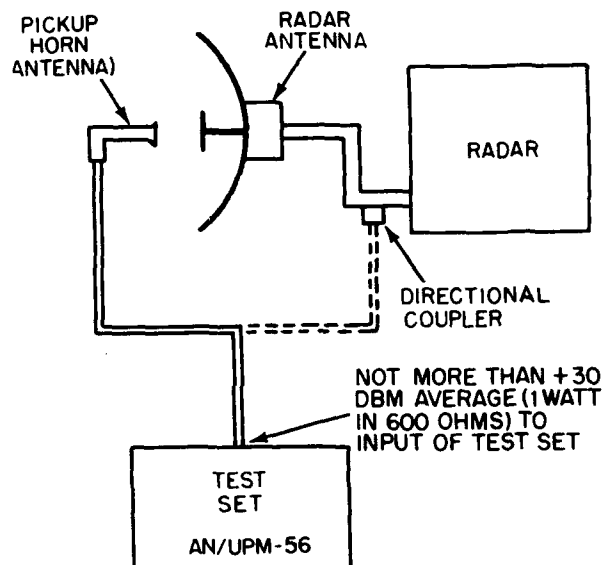 PICKUP
HORN
ANTENNA)
RADAR
ANTENNA
RADAR
DIRECTIONAL
COUPLER
NOT MORE THAN +30
DBM AVERAGE (1 WATT
IN 600 OHMS) TO
INPUT OF TEST SET
TEST
SET
AN/UPM-56